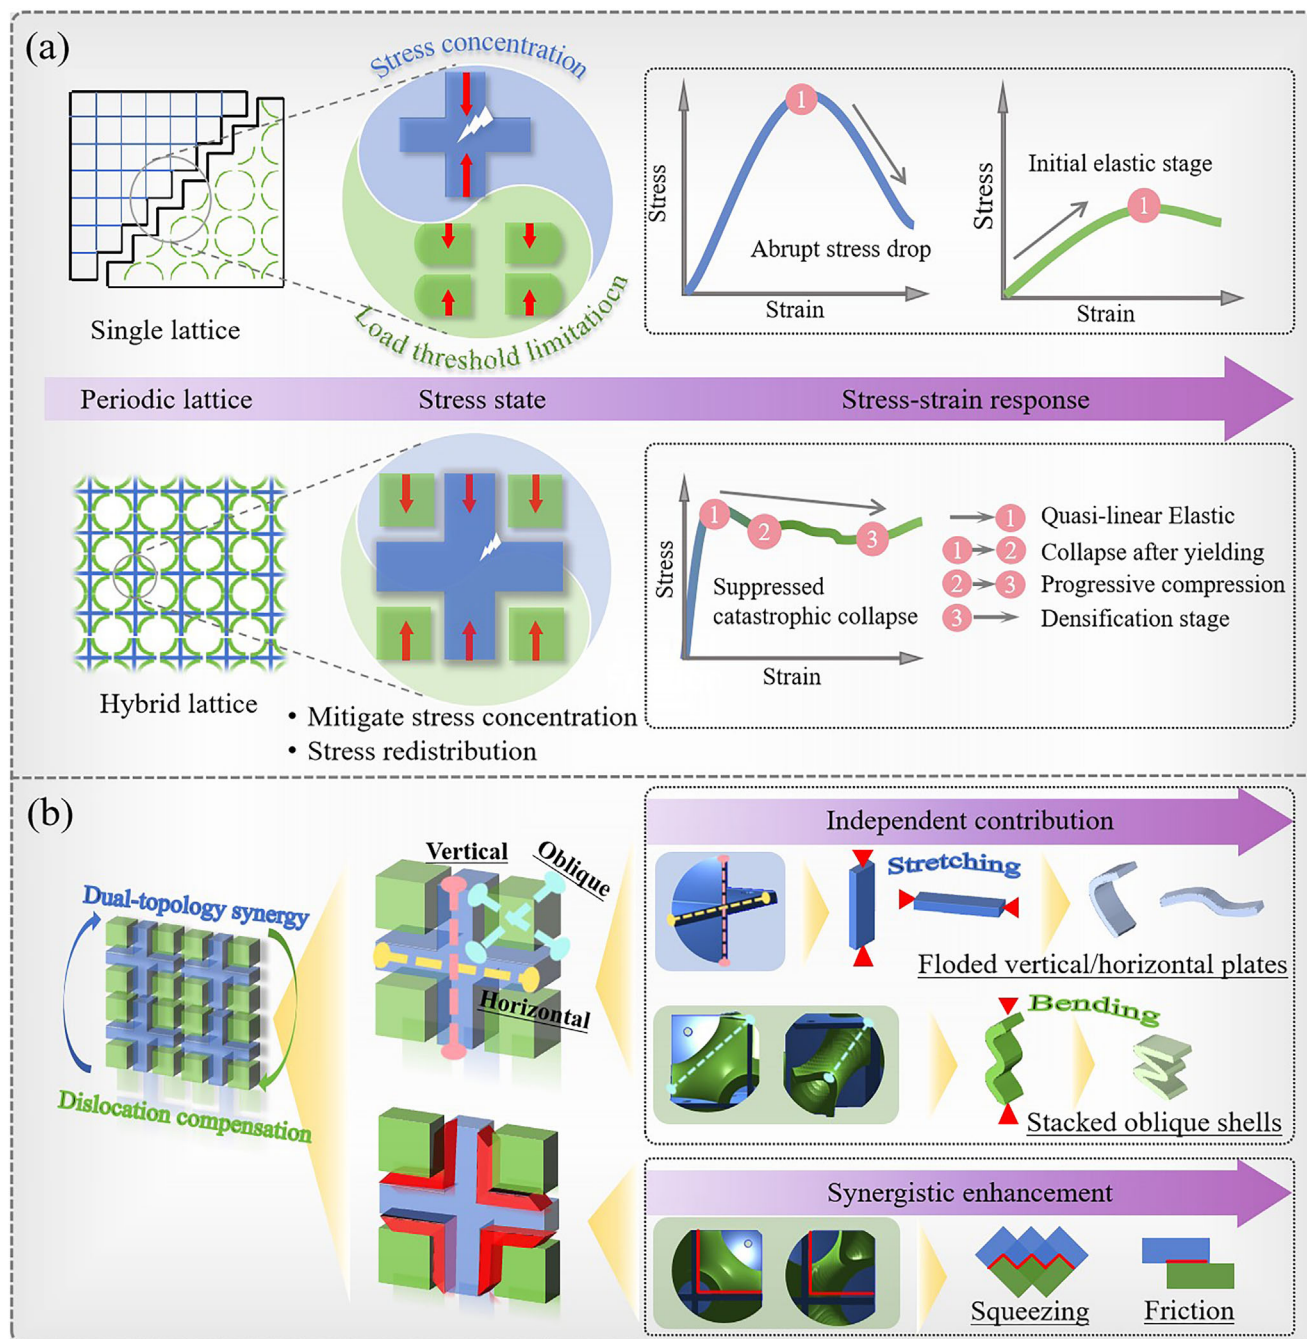 (a)
Stress concentration
Single lattice
Load threshold limitatiocn
Stress
1
Abrupt stress drop
Strain
Stress
Initial elastic stage
1
Strain
Periodic lattice
Stress state
Stress-strain response
Hybrid lattice
• Mitigate stress concentration
• Stress redistribution
Stress
1
2
3
Suppressed
catastrophic collapse
Strain
1 Quasi-linear Elastic
1 2 Collapse after yielding
2 3 Progressive compression
3 Densification stage
(b)
Dual-topology synergy
Dislocation compensation
Vertical
Oblique
Horizontal
Independent contribution
Stretching
Floded vertical/horizontal plates
Bending
Stacked oblique shells
Synergistic enhancement
Squeezing
Friction